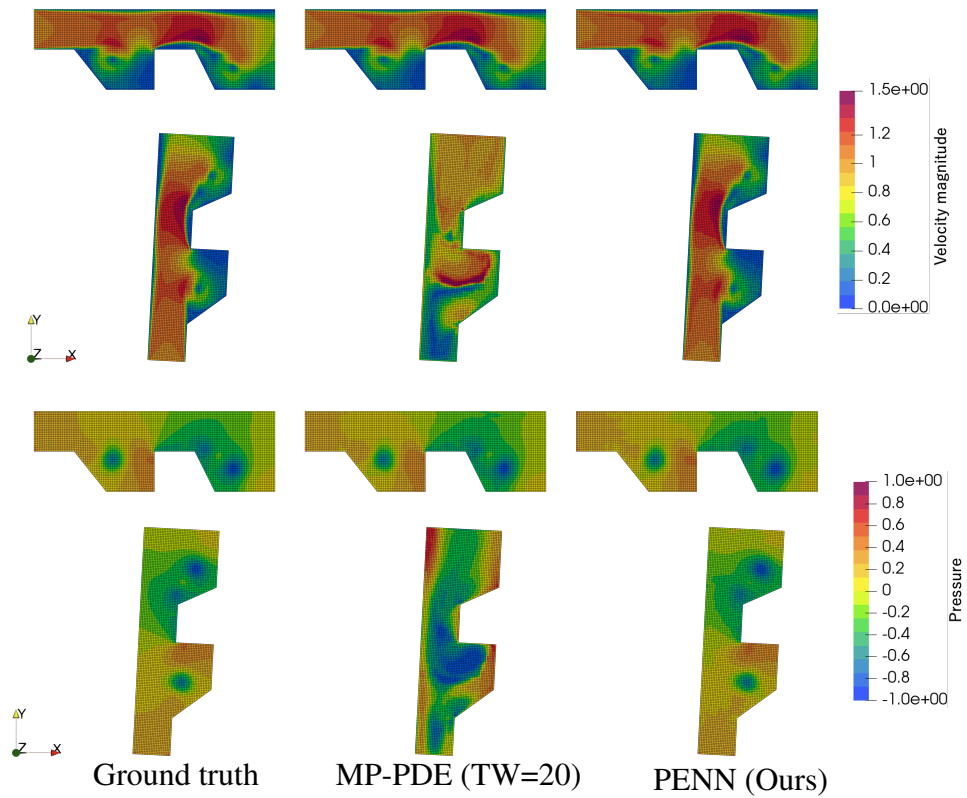 1.5e+00
1.2
1
0.8
0.6
0.4
0.2
0.0e+00
Velocity magnitude
Y
Z
X
1.0e+00
0.8
0.6
0.4
0.2
0
-0.2
-0.4
-0.6
-0.8
-1.0e+00
Pressure
Y
Z
X
Ground truth
MP-PDE (TW=20)
PENN (Ours)